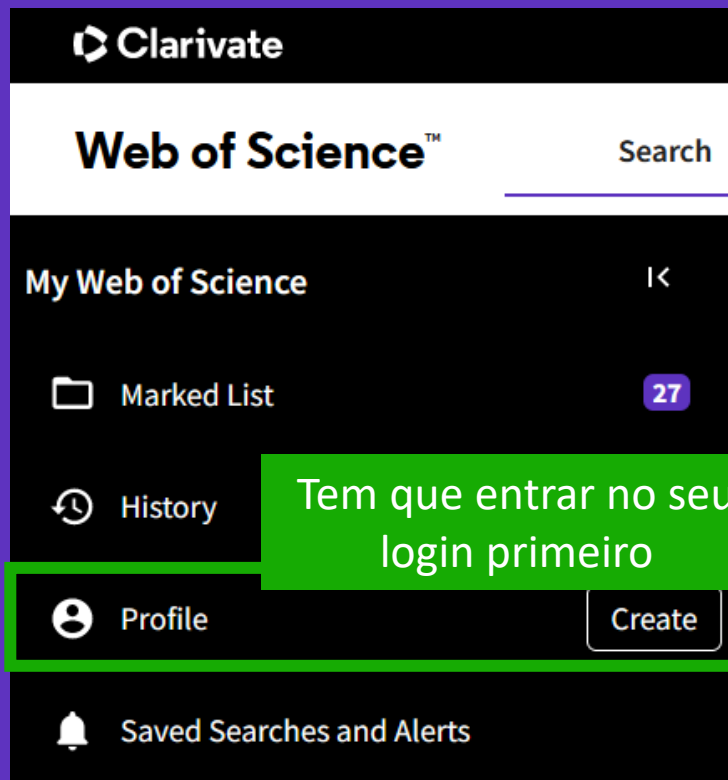 Clarivate
Web of Science™
Search
My Web of Science
Marked List
27
History
Tem que entrar no seu
login primeiro
Profile
Create
Saved Searches and Alerts